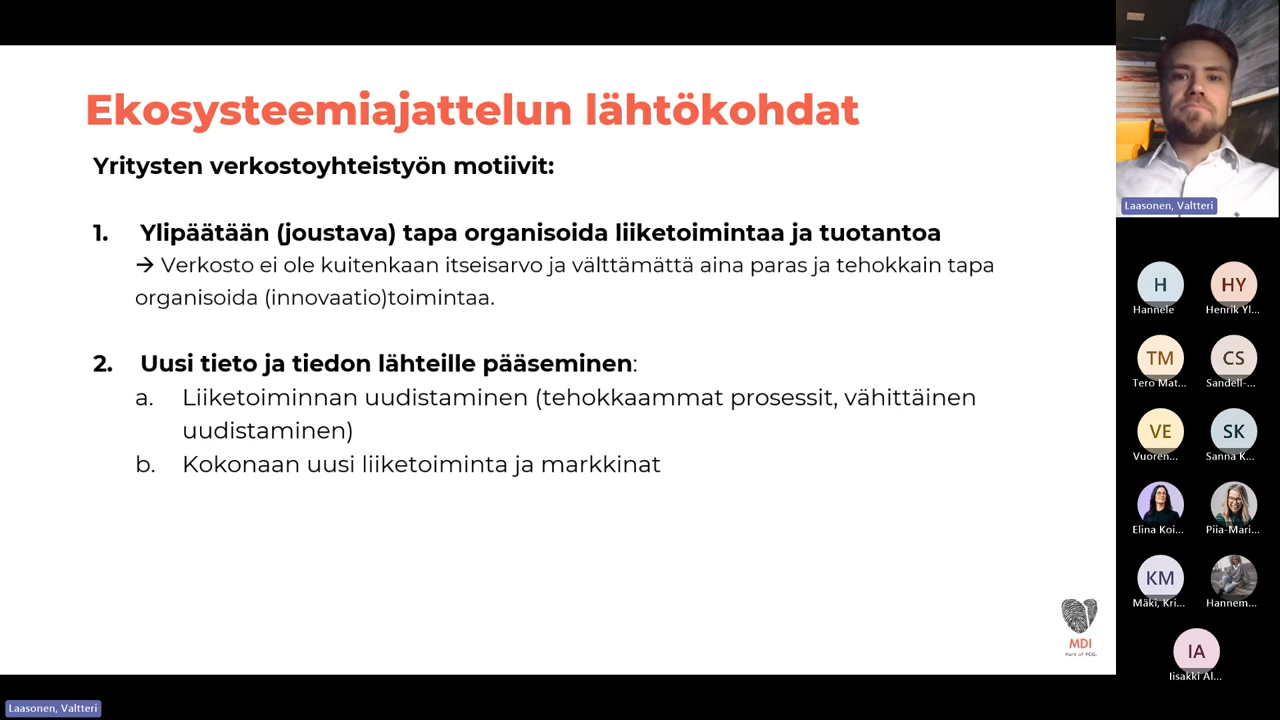 Ekosysteemiajattelun lähtökohdat
Yritysten verkostoyhteistyön motiivit:
1. Ylipäätään (joustava) tapa organisoida liiketoimintaa ja tuotantoa
→ Verkosto ei ole kuitenkaan itseisarvo ja välttämättä aina paras ja tehokkain tapa
organisoida (innovaatio)toimintaa.
2. Uusi tieto ja tiedon lähteille pääseminen:
a. Liiketoiminnan uudistaminen (tehokkaammat prosessit, vähittäinen
uudistaminen)
b. Kokonaan uusi liiketoiminta ja markkinat
MDI
Part of FCG.
Laasonen, Valtteri
Laasonen, Valtteri
H
Hannele
HY
Henrik Yl...
TM
Tero Mat...
CS
Sandell-...
VE
Vuoren...
SK
Sanna K...
Elina Koi...
Piia-Mari...
KM
Mäki, Kri...
Hannem...
IA
Iisakki Al...